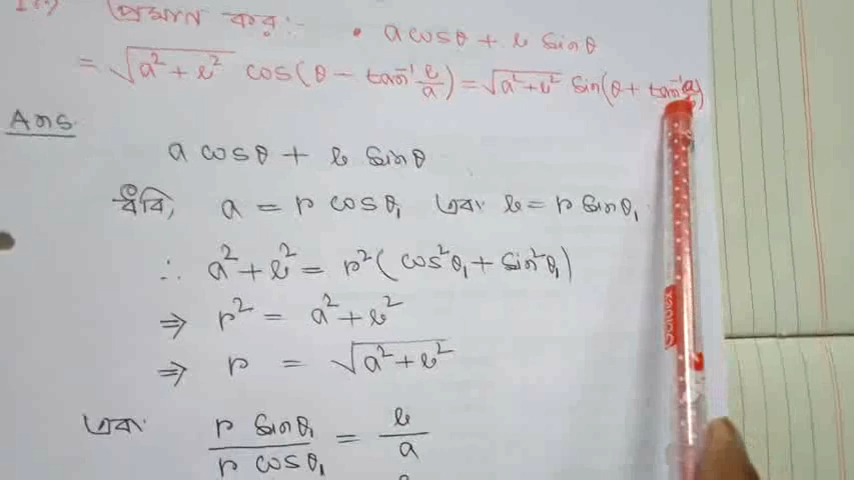 প্রমাণ কর:- • a cosθ + b sinθ
= √(a² + b²) cos(θ − tan⁻¹ b/a) = √(a² + b²) sin(θ + tan⁻¹ a/b)
Ans
a cosθ + b sinθ
ধরি, a = r cosθ₁ এবং b = r sinθ₁
∴ a² + b² = r²(cos²θ₁ + sin²θ₁)
⇒ r² = a² + b²
⇒ r = √(a² + b²)
এবং r sinθ₁ / r cosθ₁ = b/a